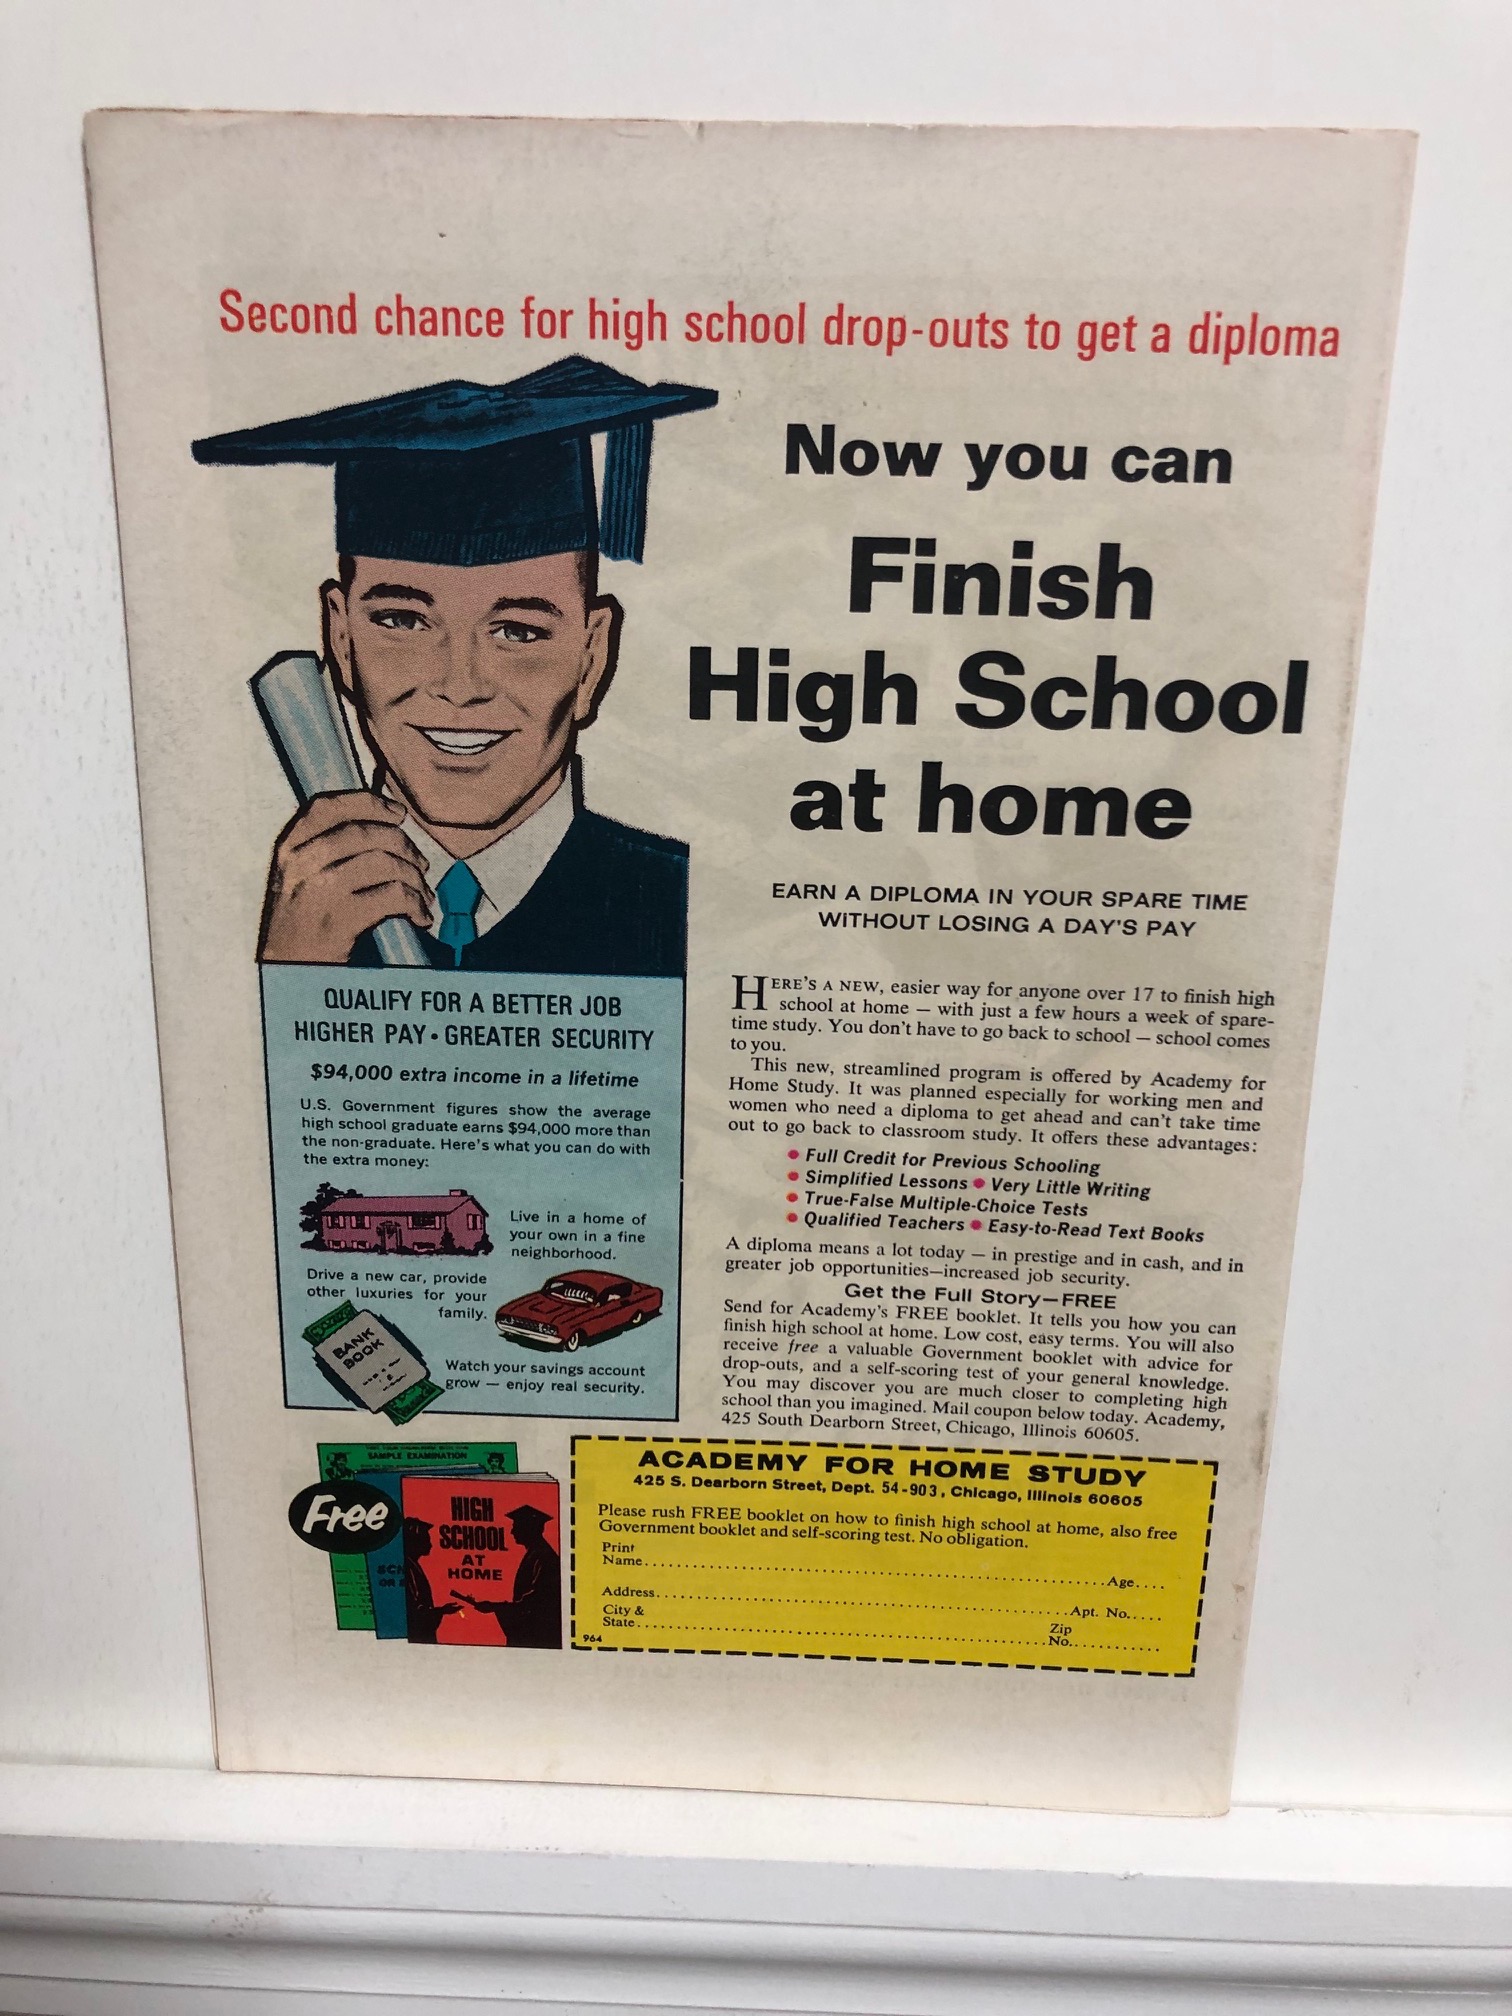 Second chance for high school drop-outs to get a diploma
Now you can
Finish
High School
at home
EARN A DIPLOMA IN YOUR SPARE TIME
WITHOUT LOSING A DAY'S PAY
HERE'S A NEW, easier way for anyone over 17 to finish high
school at home — with just a few hours a week of spare-
time study. You don't have to go back to school — school comes
to you.
This new, streamlined program is offered by Academy for
Home Study. It was planned especially for working men and
women who need a diploma to get ahead and can't take time
out to go back to classroom study. It offers these advantages:
• Full Credit for Previous Schooling
• Simplified Lessons • Very Little Writing
• True-False Multiple-Choice Tests
• Qualified Teachers • Easy-to-Read Text Books
A diploma means a lot today — in prestige and in cash, and in
greater job opportunities—increased job security.
Get the Full Story—FREE
Send for Academy's FREE booklet. It tells you how you can
finish high school at home. Low cost, easy terms. You will also
receive free a valuable Government booklet with advice for
drop-outs, and a self-scoring test of your general knowledge.
You may discover you are much closer to completing high
school than you imagined. Mail coupon below today. Academy,
425 South Dearborn Street, Chicago, Illinois 60605.
QUALIFY FOR A BETTER JOB
HIGHER PAY • GREATER SECURITY
$94,000 extra income in a lifetime
U.S. Government figures show the average
high school graduate earns $94,000 more than
the non-graduate. Here's what you can do with
the extra money:
Live in a home of
your own in a fine
neighborhood.
Drive a new car, provide
other luxuries for your
family.
BANK
BOOK
Watch your savings account
grow — enjoy real security.
SAMPLE EXAMINATION
Free
HIGH
SCHOOL
AT
HOME
ACADEMY FOR HOME STUDY
425 S. Dearborn Street, Dept. 54-903, Chicago, Illinois 60605
Please rush FREE booklet on how to finish high school at home, also free
Government booklet and self-scoring test. No obligation.
Print
Name..........Age....
Address..........Apt. No.....
City &
State..........Zip
No..........
964